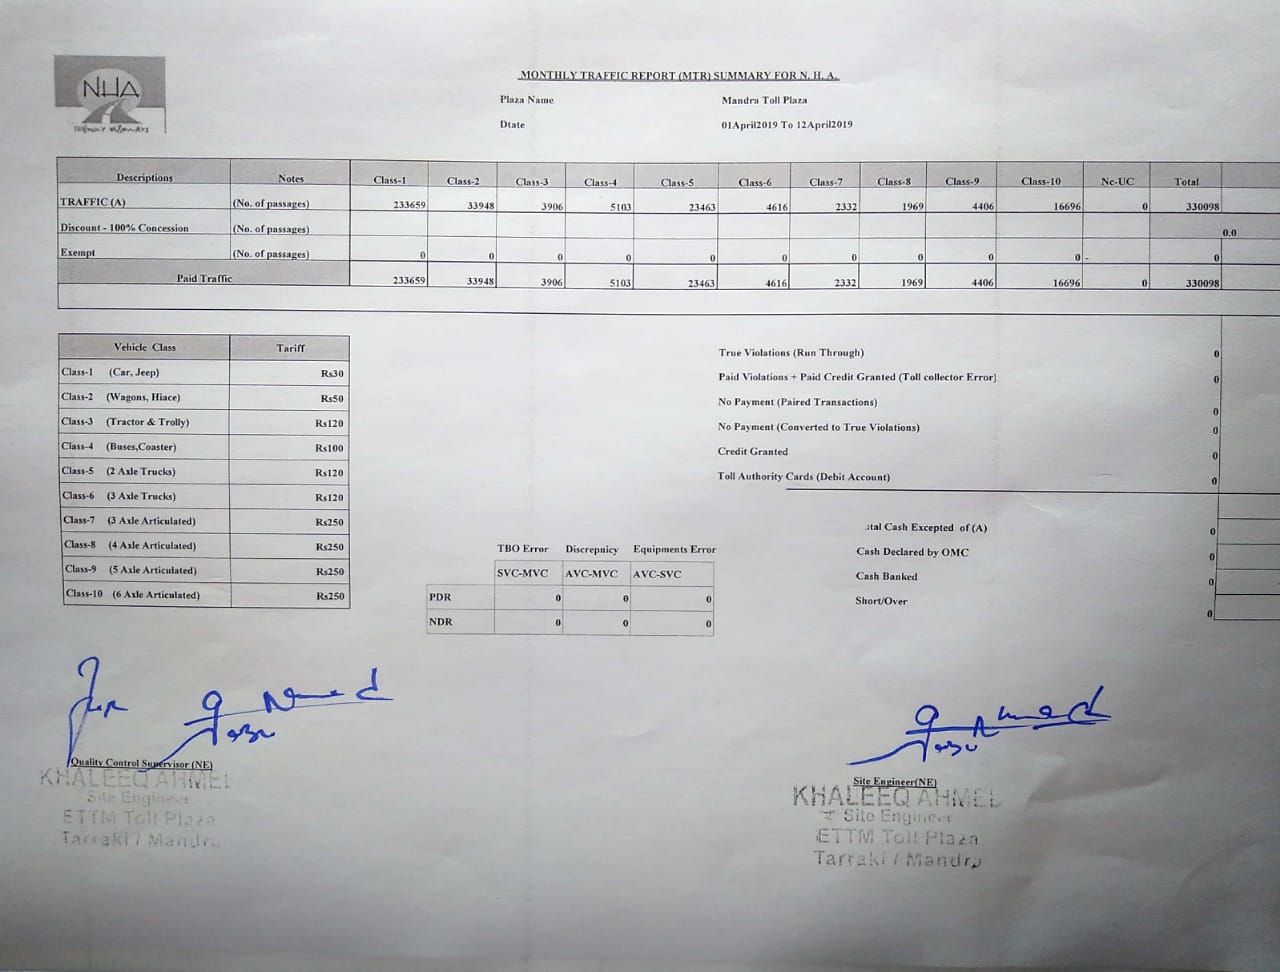 NHA
MONTHLY TRAFFIC REPORT (MTR) SUMMARY FOR N. H. A.
Plaza Name Mandra Toll Plaza
Dtate 01April2019 To 12April2019
Descriptions Notes Class-1 Class-2 Class-3 Class-4 Class-5 Class-6 Class-7 Class-8 Class-9 Class-10 Nc-UC Total
TRAFFIC (A) (No. of passages) 233659 33948 3906 5103 23463 4616 2332 1969 4406 16696 0 330098
Discount - 100% Concession (No. of passages) 0.0
Exempt (No. of passages) 0 0 0 0 0 0 0 0 0 0 - 0
Paid Traffic 233659 33948 3906 5103 23463 4616 2332 1969 4406 16696 0 330098
Vehicle Class Tariff
Class-1 (Car, Jeep) Rs30
Class-2 (Wagons, Hiace) Rs50
Class-3 (Tractor & Trolly) Rs120
Class-4 (Buses,Coaster) Rs100
Class-5 (2 Axle Trucks) Rs120
Class-6 (3 Axle Trucks) Rs120
Class-7 (3 Axle Articulated) Rs250
Class-8 (4 Axle Articulated) Rs250
Class-9 (5 Axle Articulated) Rs250
Class-10 (6 Axle Articulated) Rs250
True Violations (Run Through) 0
Paid Violations + Paid Credit Granted (Toll collector Error) 0
No Payment (Paired Transactions) 0
No Payment (Converted to True Violations) 0
Credit Granted 0
Toll Authority Cards (Debit Account) 0
tal Cash Excepted of (A) 0
Cash Declared by OMC 0
Cash Banked 0
Short/Over 0
TBO Error Discrepnicy Equipments Error
SVC-MVC AVC-MVC AVC-SVC
PDR 0 0 0
NDR 0 0 0
Quality Control Supervisor (NE)
KHALEEQ AHMEL
Site Engineer
ETTM Toll Plaza
Tarraki / Mandra
Site Engineer(NE)
KHALEEQ AHMEL
Site Engineer
ETTM Toll Plaza
Tarraki / Mandra